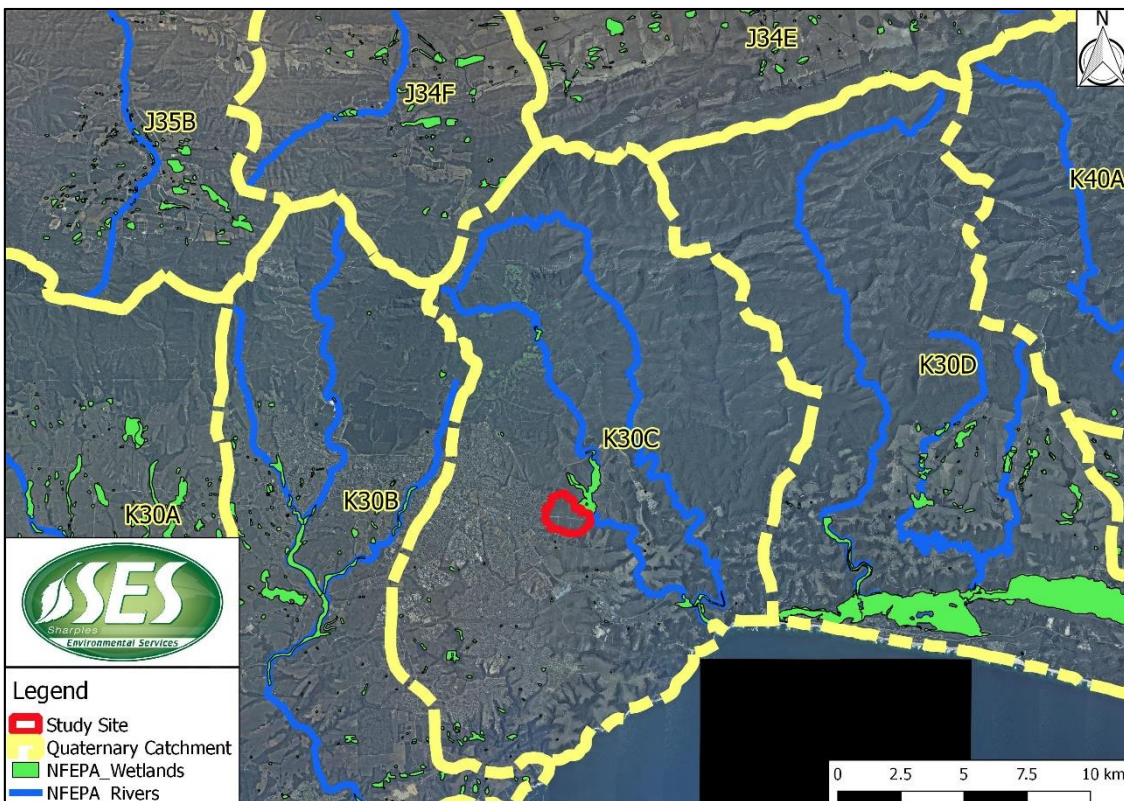 N
J34E
J34F
J35B
K40A
K30D
K30C
K30B
K30A
SES
Sharples
Environmental Services
Legend
Study Site
Quaternary Catchment
NFEPA_Wetlands
NFEPA_Rivers
0 2.5 5 7.5 10 km